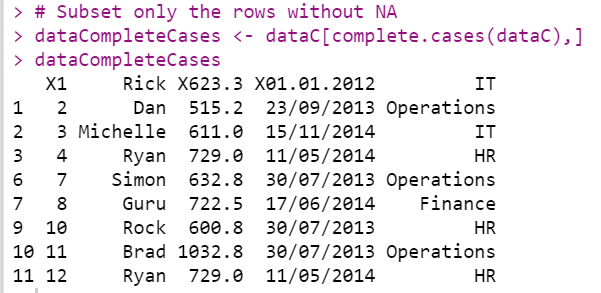 > # Subset only the rows without NA
> dataCompleteCases <- dataC[complete.cases(dataC),]
> dataCompleteCases
   X1     Rick X623.3 X01.01.2012         IT
1   2      Dan  515.2  23/09/2013 Operations
2   3 Michelle  611.0  15/11/2014         IT
3   4     Ryan  729.0  11/05/2014         HR
6   7    Simon  632.8  30/07/2013 Operations
7   8     Guru  722.5  17/06/2014    Finance
9  10     Rock  600.8  30/07/2013         HR
10 11     Brad 1032.8  30/07/2013 Operations
11 12     Ryan  729.0  11/05/2014         HR